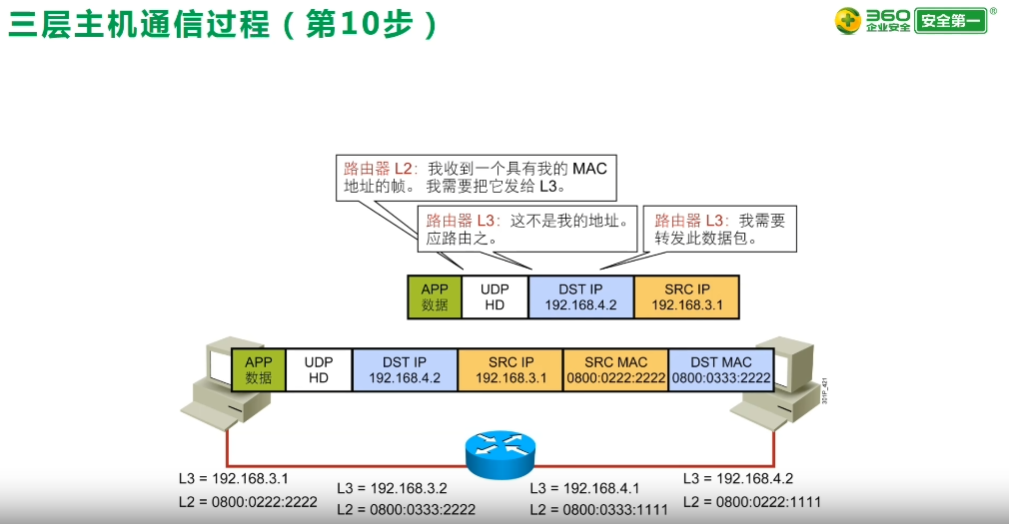 三层主机通信过程（第10步）
360
企业安全
安全第一
®
路由器 L2：我收到一个具有我的 MAC
地址的帧。 我需要把它发给 L3。
路由器 L3：这不是我的地址。
应路由之。
路由器 L3：我需要
转发此数据包。
APP
数据
UDP
HD
DST IP
192.168.4.2
SRC IP
192.168.3.1
APP
数据
UDP
HD
DST IP
192.168.4.2
SRC IP
192.168.3.1
SRC MAC
0800:0222:2222
DST MAC
0800:0333:2222
L3 = 192.168.3.1
L2 = 0800:0222:2222
L3 = 192.168.3.2
L2 = 0800:0333:2222
L3 = 192.168.4.1
L2 = 0800:0333:1111
L3 = 192.168.4.2
L2 = 0800:0222:1111